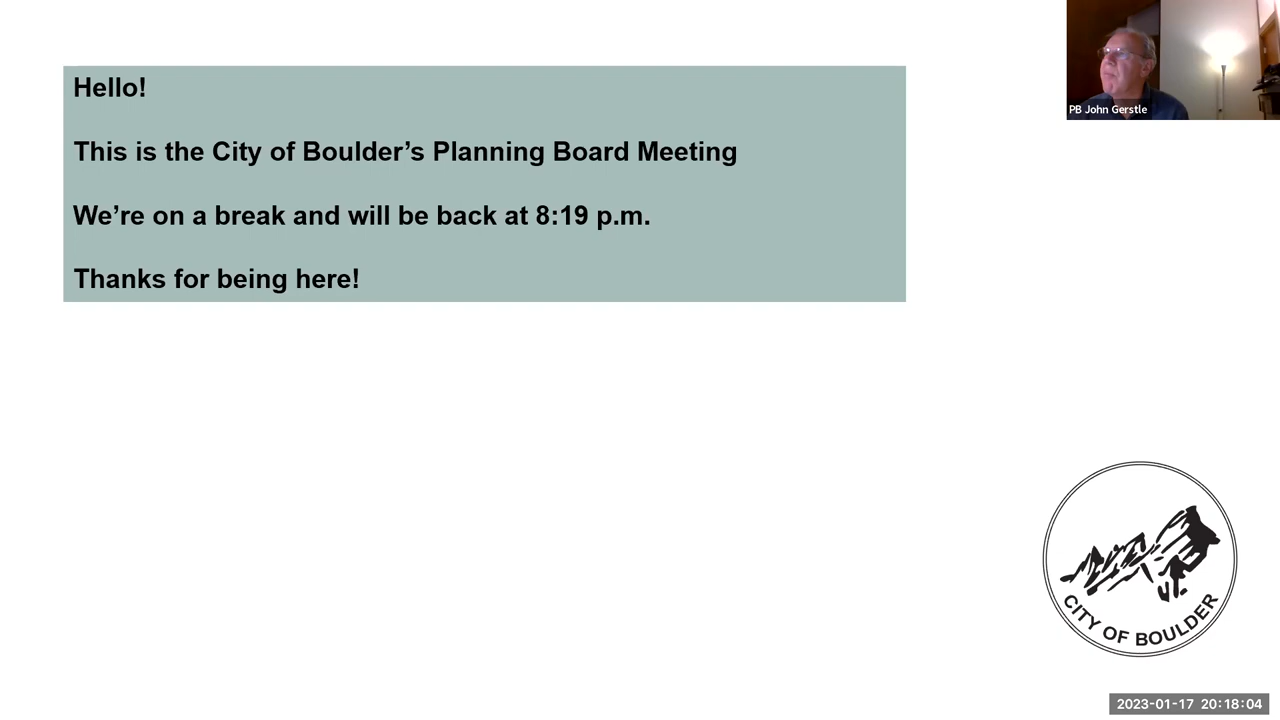 Hello!
This is the City of Boulder’s Planning Board Meeting
We’re on a break and will be back at 8:19 p.m.
Thanks for being here!
PB John Gerstle
CITY OF BOULDER
2023-01-17 20:18:04